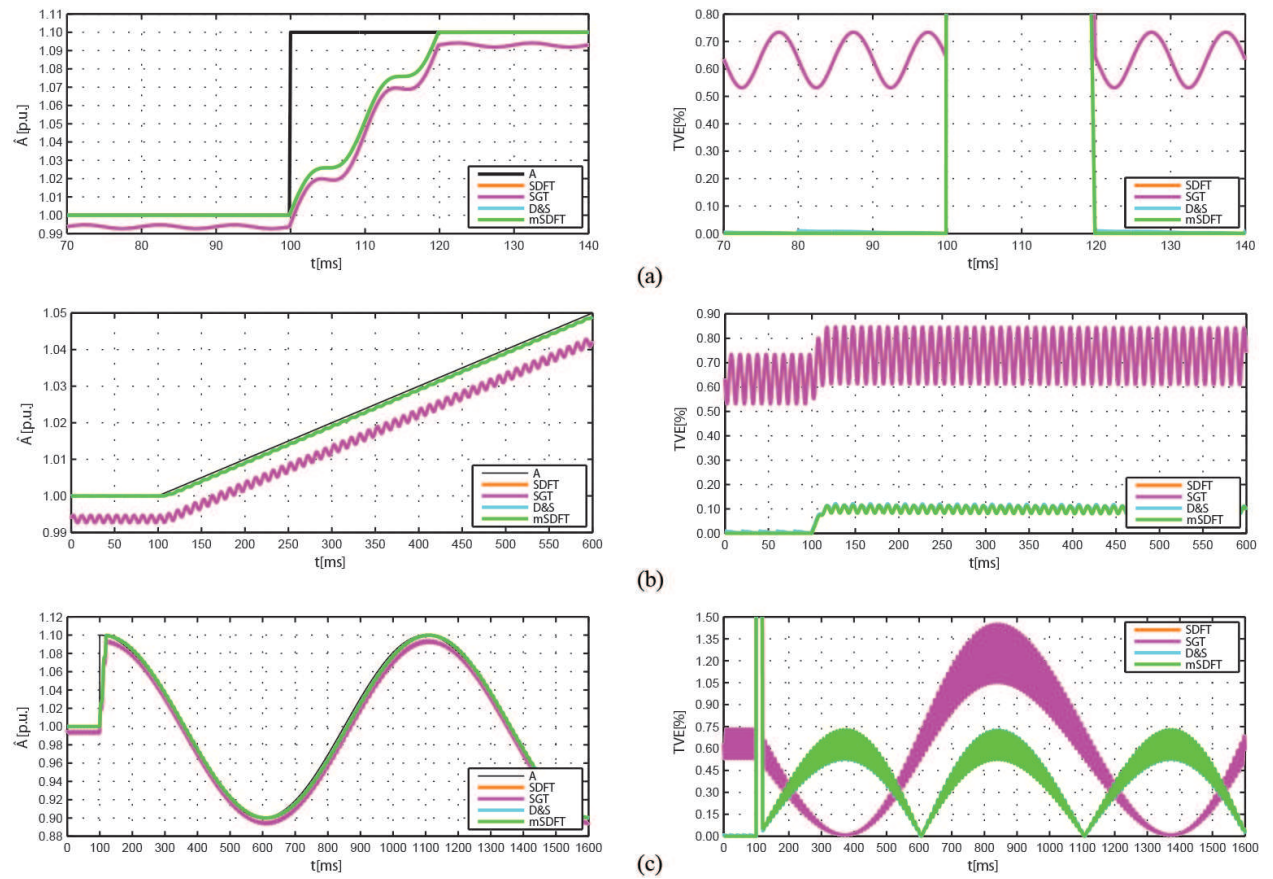 1.11
1.10
1.09
1.08
1.07
1.06
1.05
1.04
1.03
1.02
1.01
1.00
0.99
Â [p.u.]
A
SDFT
SGT
D&S
mSDFT
70 80 90 100 110 120 130 140
t[ms]
0.80
0.70
0.60
0.50
0.40
0.30
0.20
0.10
0.00
TVE[%]
SDFT
SGT
D&S
mSDFT
70 80 90 100 110 120 130 140
t[ms]
(a)
1.05
1.04
1.03
1.02
1.01
1.00
0.99
Â [p.u.]
A
SDFT
SGT
D&S
mSDFT
0 50 100 150 200 250 300 350 400 450 500 550 600
t[ms]
0.90
0.80
0.70
0.60
0.50
0.40
0.30
0.20
0.10
0.00
TVE[%]
SDFT
SGT
D&S
mSDFT
0 50 100 150 200 250 300 350 400 450 500 550 600
t[ms]
(b)
1.12
1.10
1.08
1.06
1.04
1.02
1.00
0.98
0.96
0.94
0.92
0.90
0.88
Â [p.u.]
A
SDFT
SGT
D&S
mSDFT
0 100 200 300 400 500 600 700 800 900 1000 1100 1200 1300 1400 1500 1600
t[ms]
1.50
1.35
1.20
1.05
0.90
0.75
0.60
0.45
0.30
0.15
0.00
TVE[%]
SDFT
SGT
D&S
mSDFT
0 100 200 300 400 500 600 700 800 900 1000 1100 1200 1300 1400 1500 1600
t[ms]
(c)